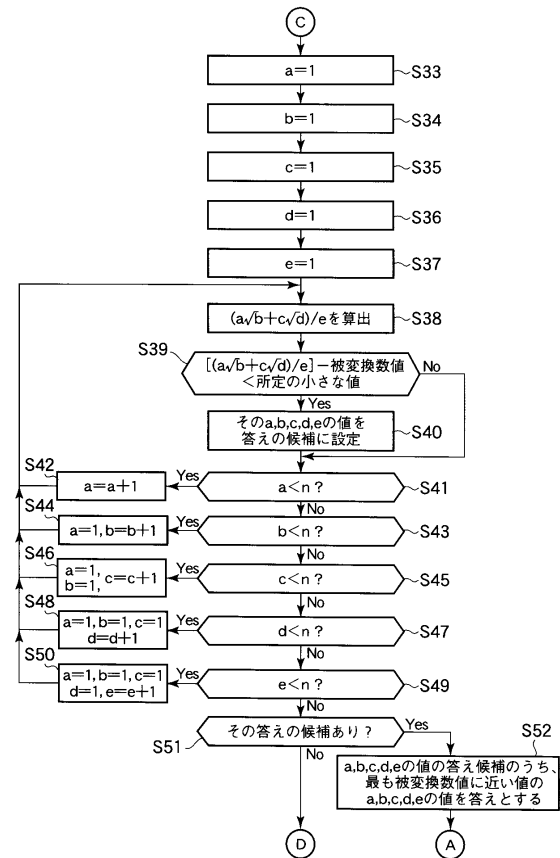 C
a=1
S33
b=1
S34
c=1
S35
d=1
S36
e=1
S37
(a√b+c√d)/eを算出
S38
S39
[(a√b+c√d)/e]−被変換数値
<所定の小さな値
No
Yes
そのa,b,c,d,eの値を
答えの候補に設定
S40
S42
a=a+1
Yes
a<n?
S41
No
S44
a=1,b=b+1
Yes
b<n?
S43
No
S46
a=1,
b=1, c=c+1
Yes
c<n?
S45
No
S48
a=1,b=1,c=1
d=d+1
Yes
d<n?
S47
No
S50
a=1,b=1,c=1
d=1,e=e+1
Yes
e<n?
S49
No
S51
その答えの候補あり?
Yes
No
S52
a,b,c,d,eの値の答え候補のうち、
最も被変換数値に近い値の
a,b,c,d,eの値を答えとする
D
A